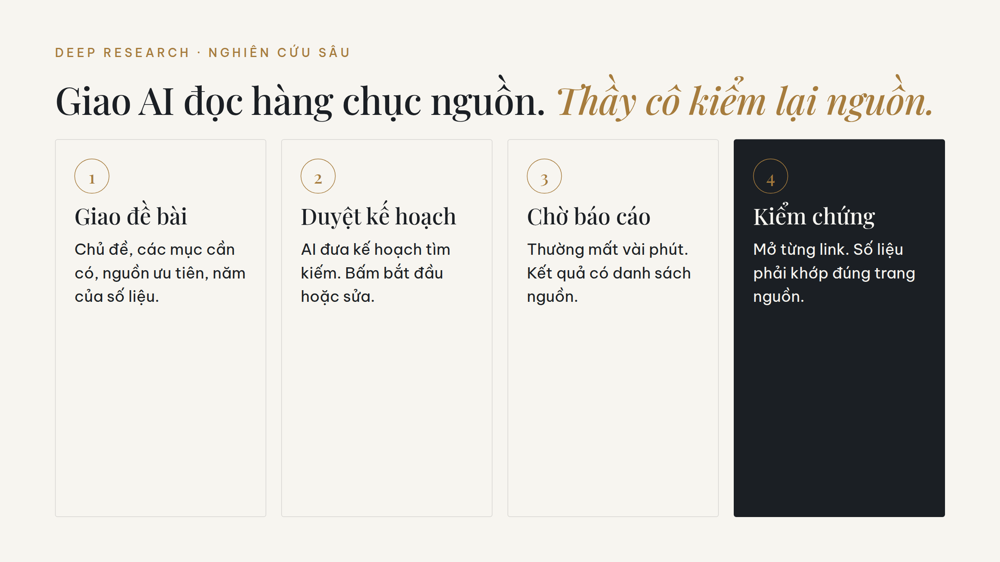 DEEP RESEARCH · NGHIÊN CỨU SÂU
Giao AI đọc hàng chục nguồn. Thầy cô kiểm lại nguồn.
1
Giao đề bài
Chủ đề, các mục cần
có, nguồn ưu tiên, năm
của số liệu.
2
Duyệt kế hoạch
AI đưa kế hoạch tìm
kiếm. Bấm bắt đầu
hoặc sửa.
3
Chờ báo cáo
Thường mất vài phút.
Kết quả có danh sách
nguồn.
4
Kiểm chứng
Mở từng link. Số liệu
phải khớp đúng trang
nguồn.